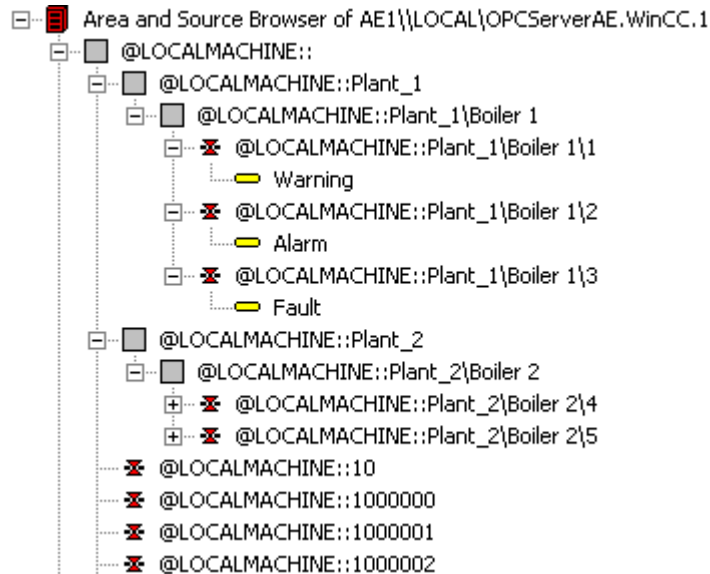 Area and Source Browser of AE1\\LOCAL\OPCServerAE.WinCC.1
@LOCALMACHINE::
@LOCALMACHINE::Plant_1
@LOCALMACHINE::Plant_1\Boiler 1
@LOCALMACHINE::Plant_1\Boiler 1\1
Warning
@LOCALMACHINE::Plant_1\Boiler 1\2
Alarm
@LOCALMACHINE::Plant_1\Boiler 1\3
Fault
@LOCALMACHINE::Plant_2
@LOCALMACHINE::Plant_2\Boiler 2
@LOCALMACHINE::Plant_2\Boiler 2\4
@LOCALMACHINE::Plant_2\Boiler 2\5
@LOCALMACHINE::10
@LOCALMACHINE::1000000
@LOCALMACHINE::1000001
@LOCALMACHINE::1000002